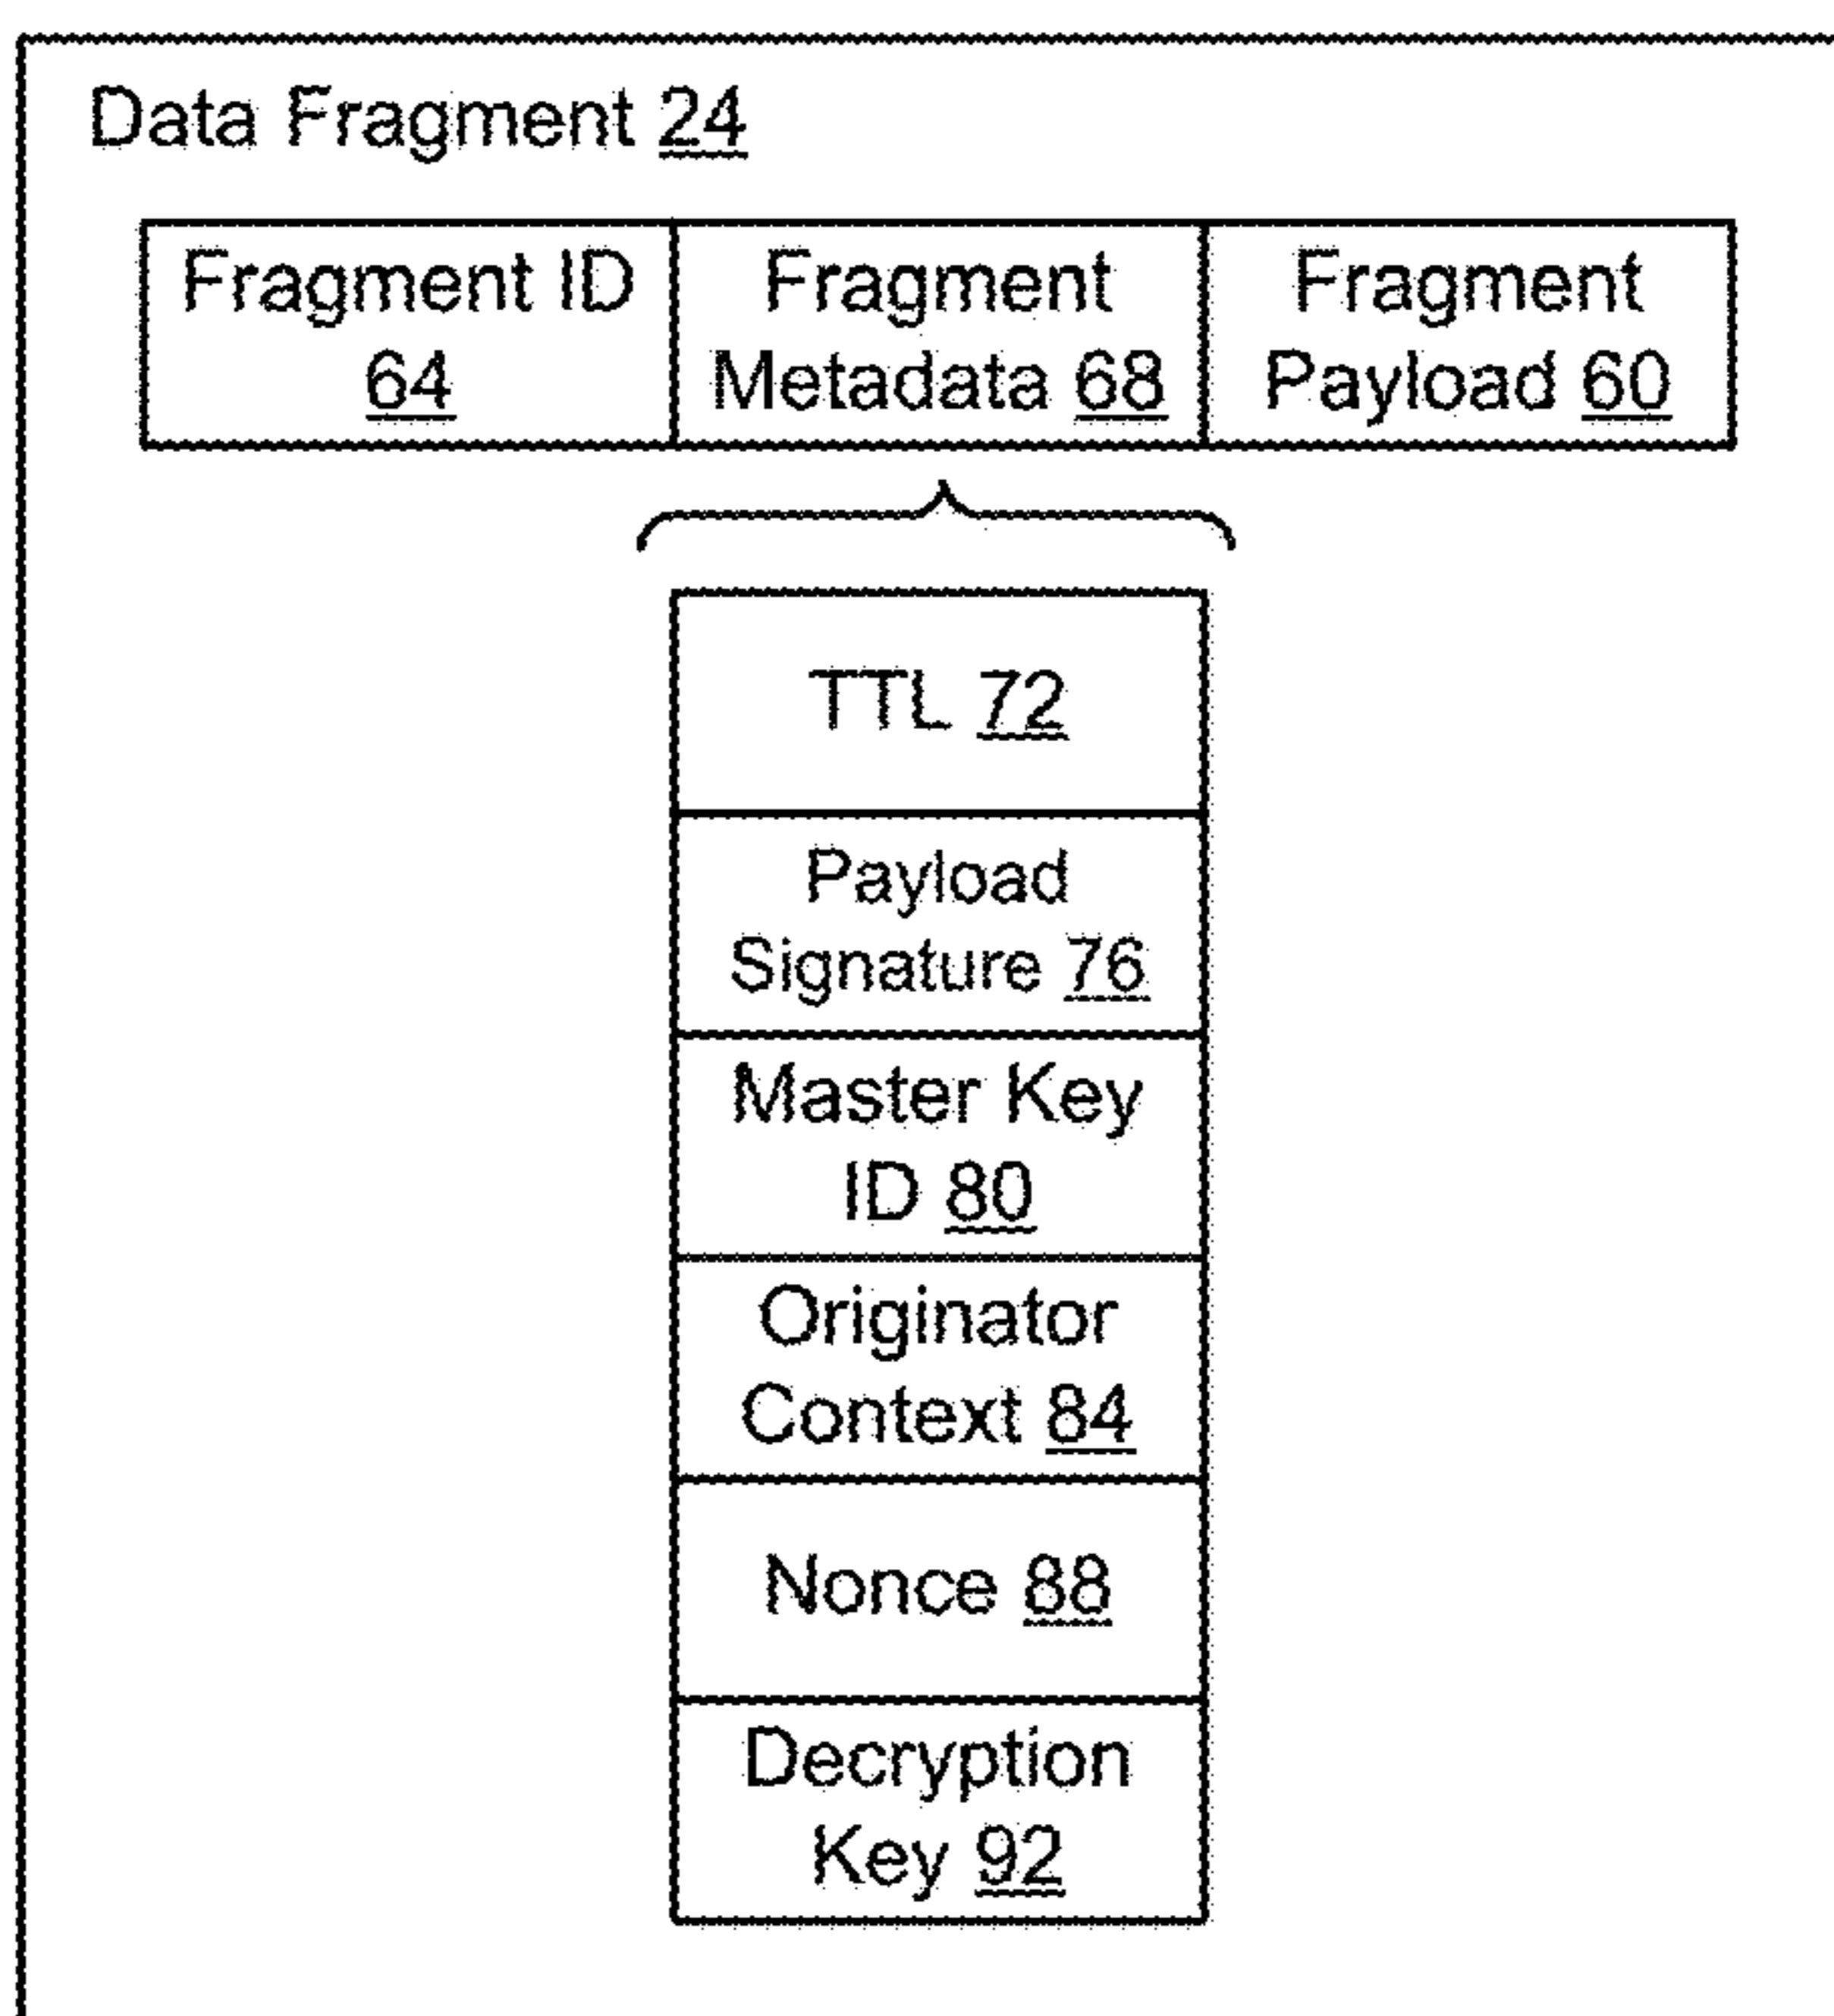 Data Fragment 24
Fragment ID
64
Fragment
Metadata 68
Fragment
Payload 60
TTL 72
Payload
Signature 76
Master Key
ID 80
Originator
Context 84
Nonce 88
Decryption
Key 92